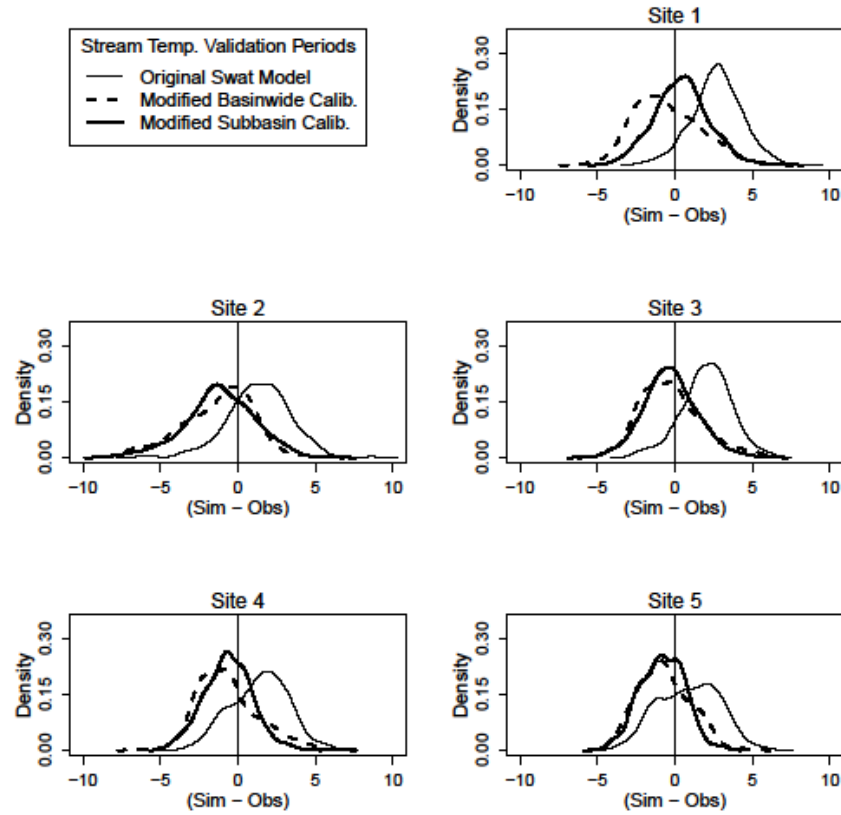 Stream Temp. Validation Periods
Original Swat Model
Modified Basinwide Calib.
Modified Subbasin Calib.
Site 1
Density
0.00 0.15 0.30
−10 −5 0 5 10
(Sim − Obs)
Site 2
Density
0.00 0.15 0.30
−10 −5 0 5 10
(Sim − Obs)
Site 3
Density
0.00 0.15 0.30
−10 −5 0 5 10
(Sim − Obs)
Site 4
Density
0.00 0.15 0.30
−10 −5 0 5 10
(Sim − Obs)
Site 5
Density
0.00 0.15 0.30
−10 −5 0 5 10
(Sim − Obs)